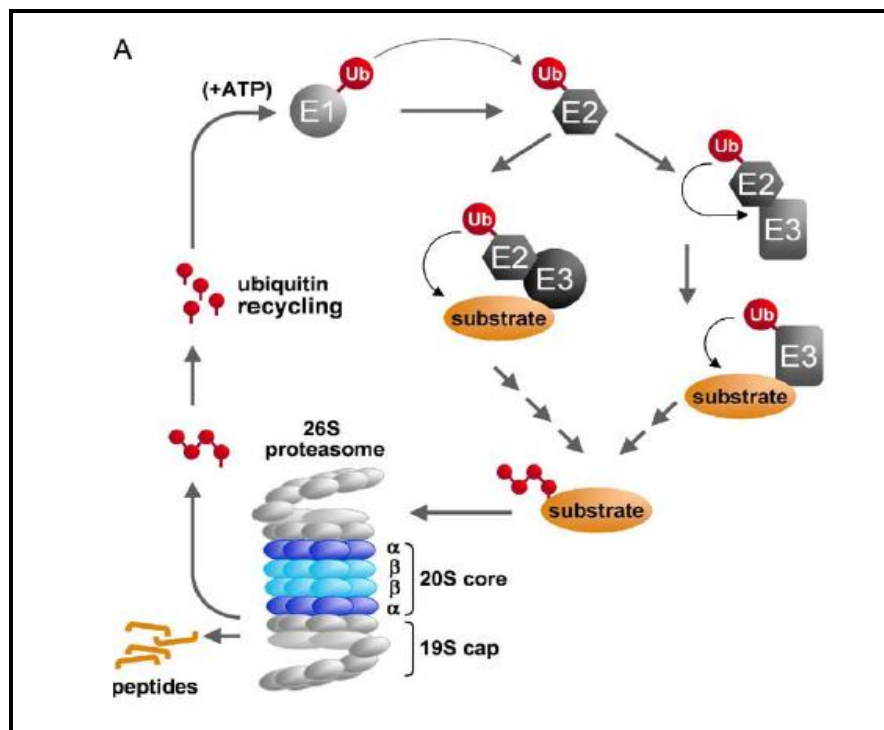 A
Ub
Ub
(+ATP)
E1
E2
Ub
E2
Ub
E3
E2
E3
ubiquitin
recycling
substrate
Ub
E3
substrate
26S
proteasome
substrate
α
β
20S core
β
α
19S cap
peptides